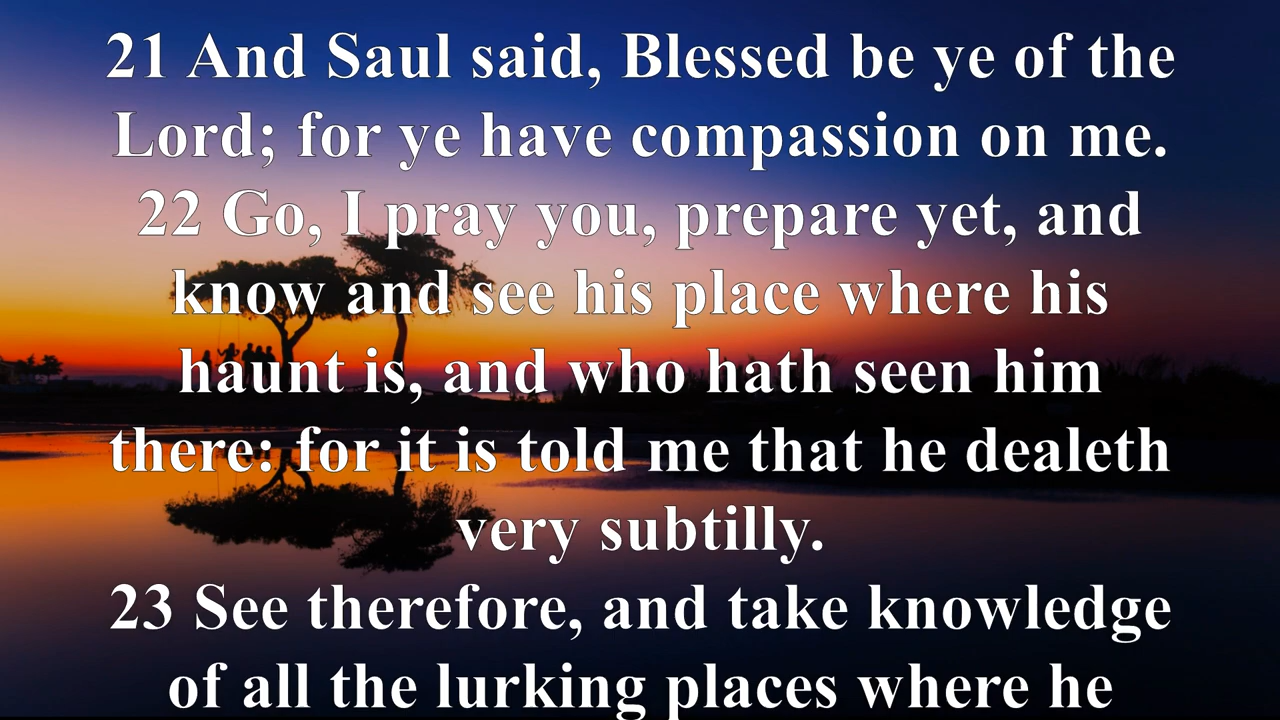 21 And Saul said, Blessed be ye of the
Lord; for ye have compassion on me.
22 Go, I pray you, prepare yet, and
know and see his place where his
haunt is, and who hath seen him
there: for it is told me that he dealeth
very subtilly.
23 See therefore, and take knowledge
of all the lurking places where he